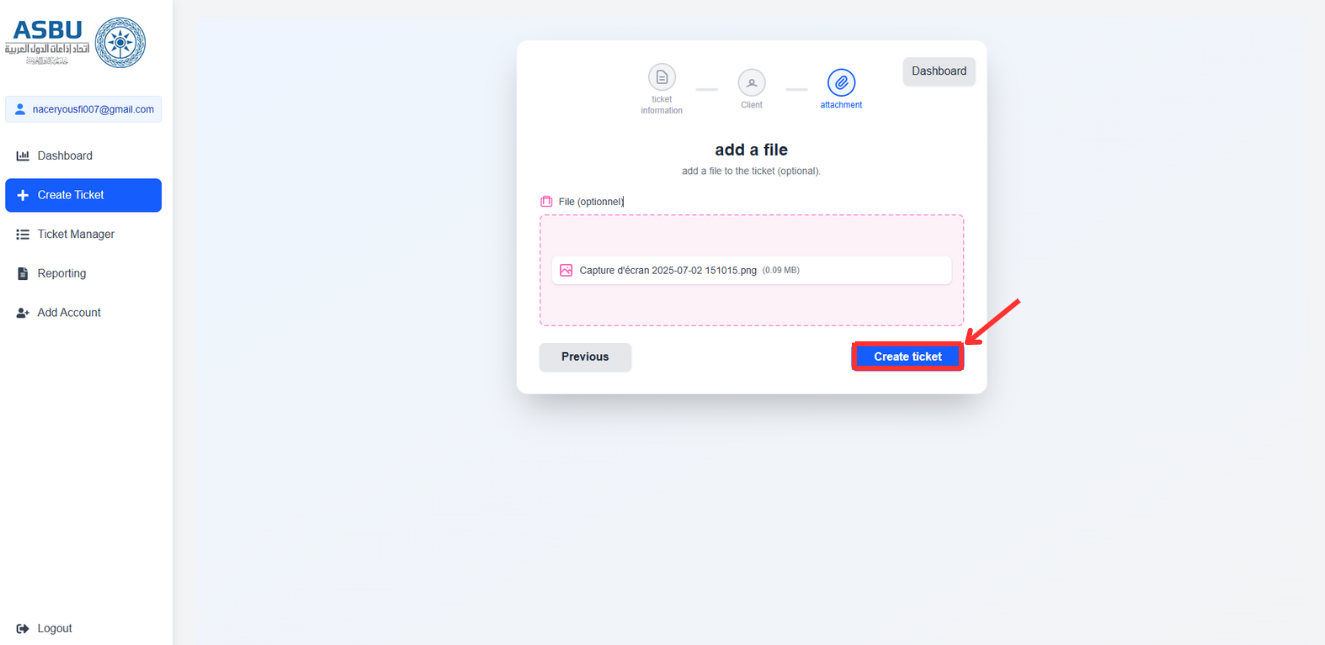 ASBU
اتحاد إذاعات الدول العربية
naceryousfi007@gmail.com
Dashboard
Create Ticket
Ticket Manager
Reporting
Add Account
Logout
Dashboard
ticket
information
Client
attachment
add a file
add a file to the ticket (optional).
File (optionnel)
Capture d'écran 2025-07-02 151015.png (0.09 MB)
Previous
Create ticket